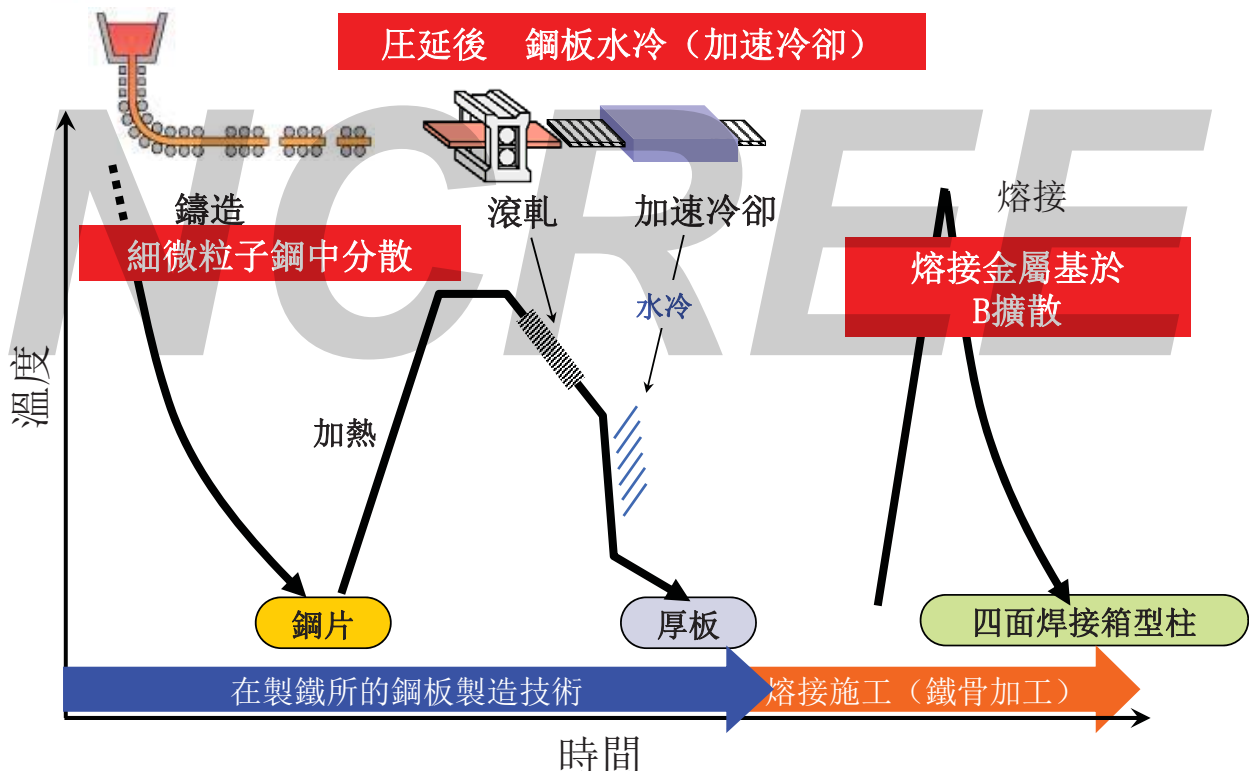 圧延後　鋼板水冷（加速冷卻）
鑄造
滾軋
加速冷卻
熔接
細微粒子鋼中分散
熔接金屬基於
B擴散
水冷
溫度
加熱
鋼片
厚板
四面焊接箱型柱
在製鐵所的鋼板製造技術
熔接施工（鐵骨加工）
時間
NCREE